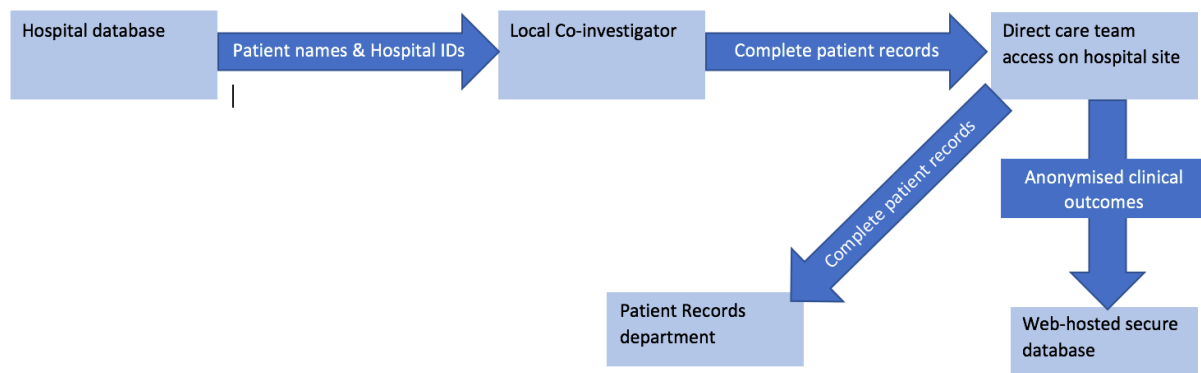 Hospital database
Patient names & Hospital IDs
Local Co-investigator
Complete patient records
Direct care team
access on hospital site
Complete patient records
Anonymised clinical
outcomes
Patient Records
department
Web-hosted secure
database